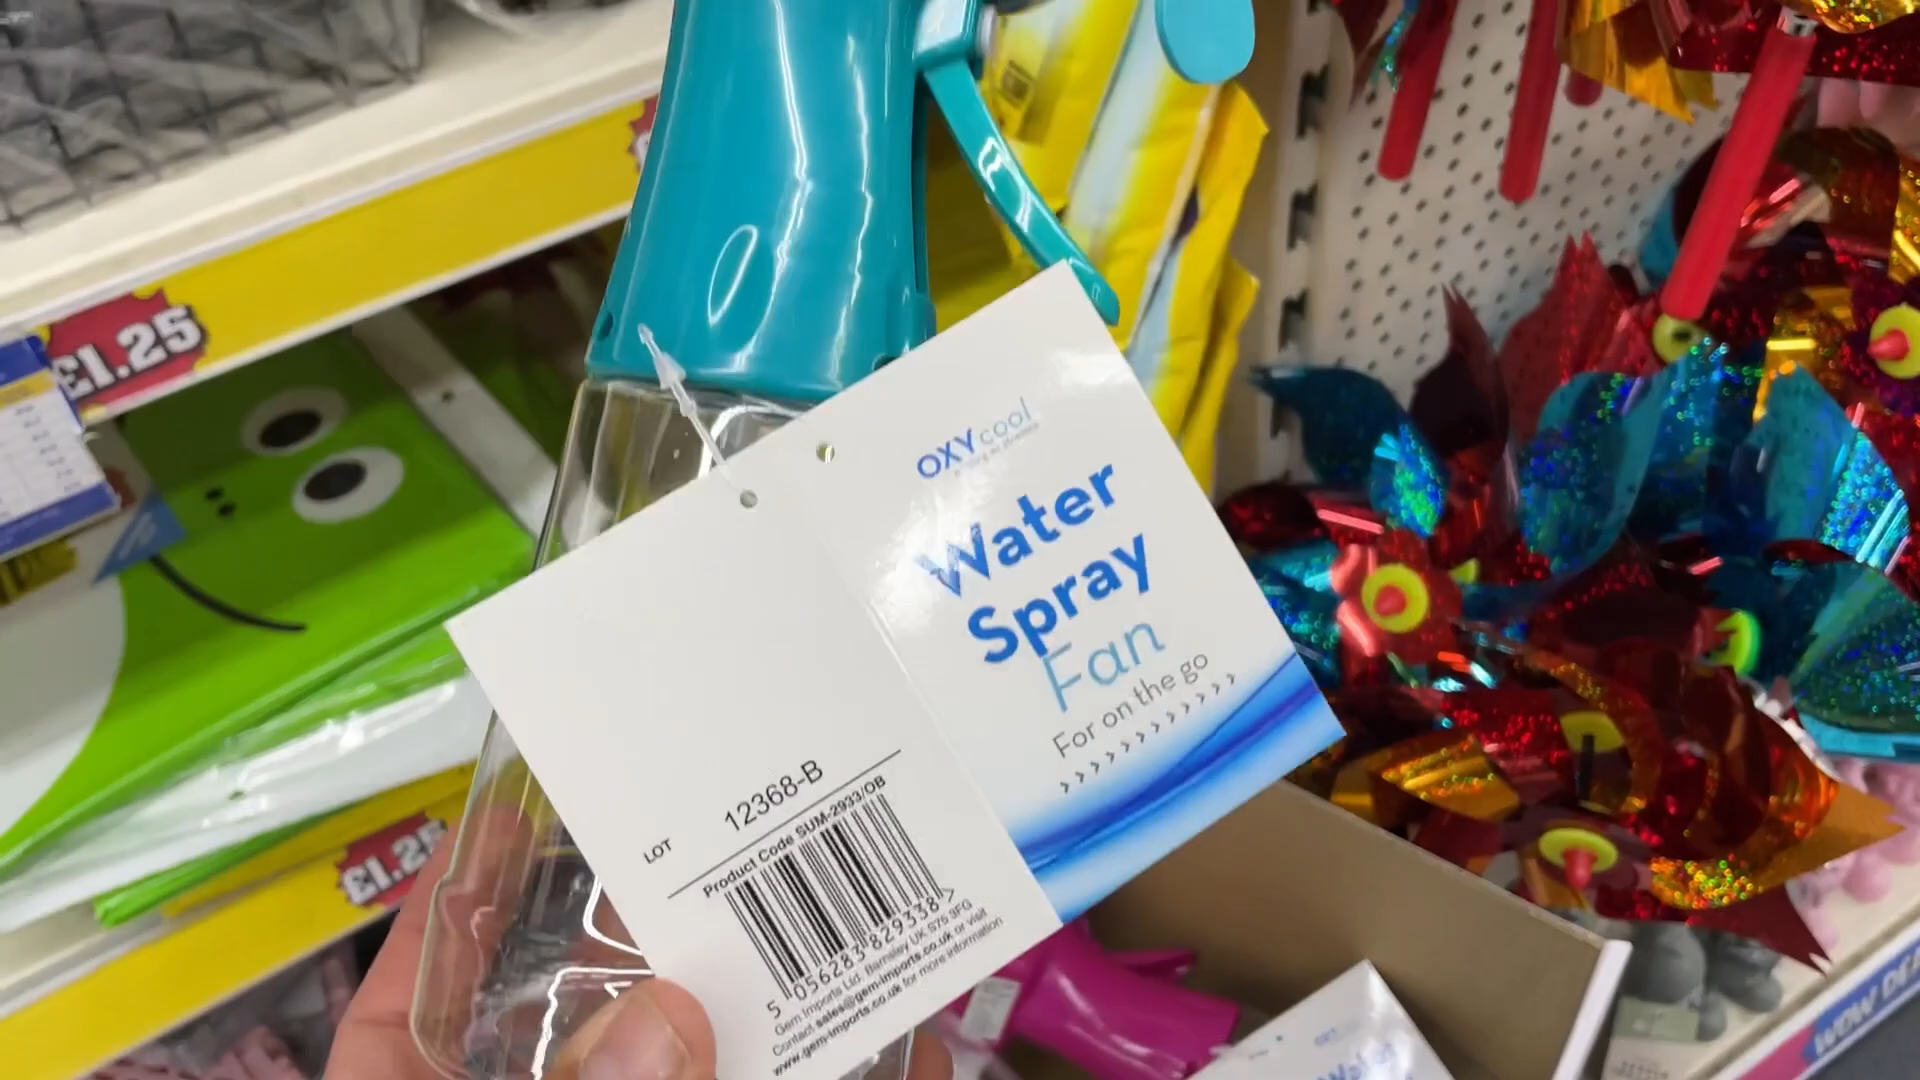 £1.25
OXYcool
Water
Spray
Fan
For on the go
>>>>>>>>>>>
LOT 12368-B
Product Code SUM-2933/OB
5 056283 829338 >
Gem Imports Ltd, Barnsley UK S75 3FG
Contact sales@gem-imports.co.uk or visit
www.gem-imports.co.uk for more information
£1.25
WOW